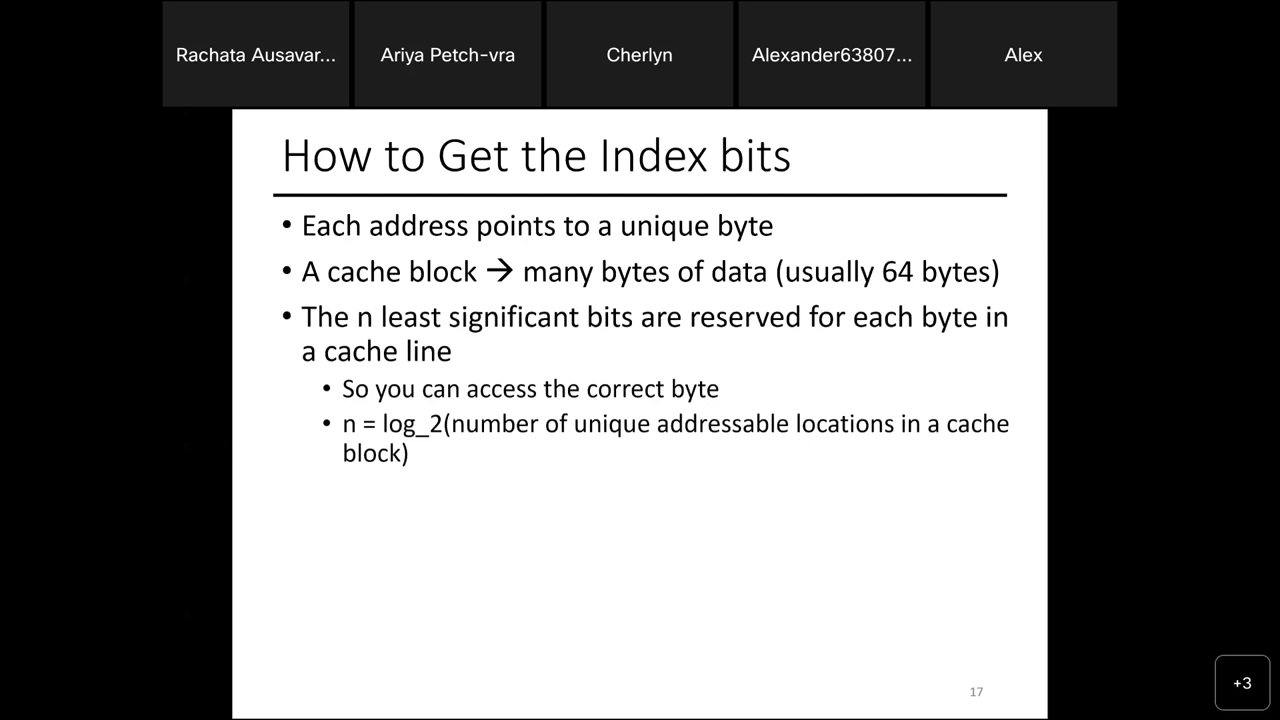 Rachata Ausavar...
Ariya Petch-vra
Cherlyn
Alexander63807...
Alex
How to Get the Index bits
• Each address points to a unique byte
• A cache block → many bytes of data (usually 64 bytes)
• The n least significant bits are reserved for each byte in
a cache line
• So you can access the correct byte
• n = log_2(number of unique addressable locations in a cache
block)
17
+3